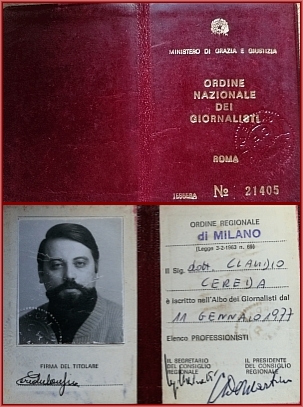 MINISTERO DI GRAZIA E GIUSTIZIA
ORDINE
NAZIONALE
DEI
GIORNALISTI
ROMA
Nº 21405
ORDINE REGIONALE
di MILANO
(Legge 3-2-1963 n. 69)
Il Sig. dott. CLAUDIO
CEREDA
è iscritto nell'Albo dei Giornalisti dal
11 GENNAIO 1977
Elenco PROFESSIONISTI
FIRMA DEL TITOLARE
IL SEGRETARIO
DEL CONSIGLIO
REGIONALE
IL PRESIDENTE
DEL CONSIGLIO
REGIONALE